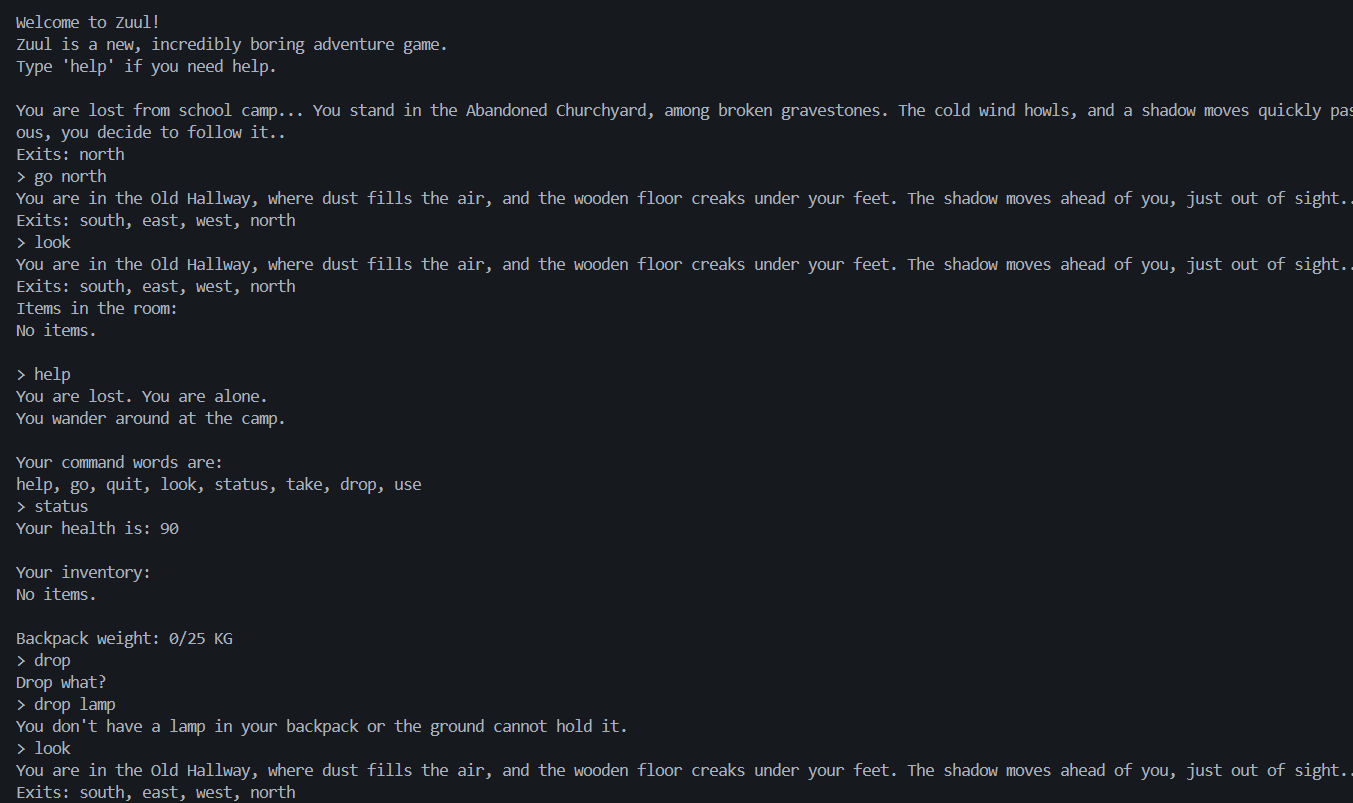 Welcome to Zuul!
Zuul is a new, incredibly boring adventure game.
Type 'help' if you need help.
You are lost from school camp... You stand in the Abandoned Churchyard, among broken gravestones. The cold wind howls, and a shadow moves quickly pas
ous, you decide to follow it..
Exits: north
> go north
You are in the Old Hallway, where dust fills the air, and the wooden floor creaks under your feet. The shadow moves ahead of you, just out of sight..
Exits: south, east, west, north
> look
You are in the Old Hallway, where dust fills the air, and the wooden floor creaks under your feet. The shadow moves ahead of you, just out of sight..
Exits: south, east, west, north
Items in the room:
No items.
> help
You are lost. You are alone.
You wander around at the camp.
Your command words are:
help, go, quit, look, status, take, drop, use
> status
Your health is: 90
Your inventory:
No items.
Backpack weight: 0/25 KG
> drop
Drop what?
> drop lamp
You don't have a lamp in your backpack or the ground cannot hold it.
> look
You are in the Old Hallway, where dust fills the air, and the wooden floor creaks under your feet. The shadow moves ahead of you, just out of sight..
Exits: south, east, west, north